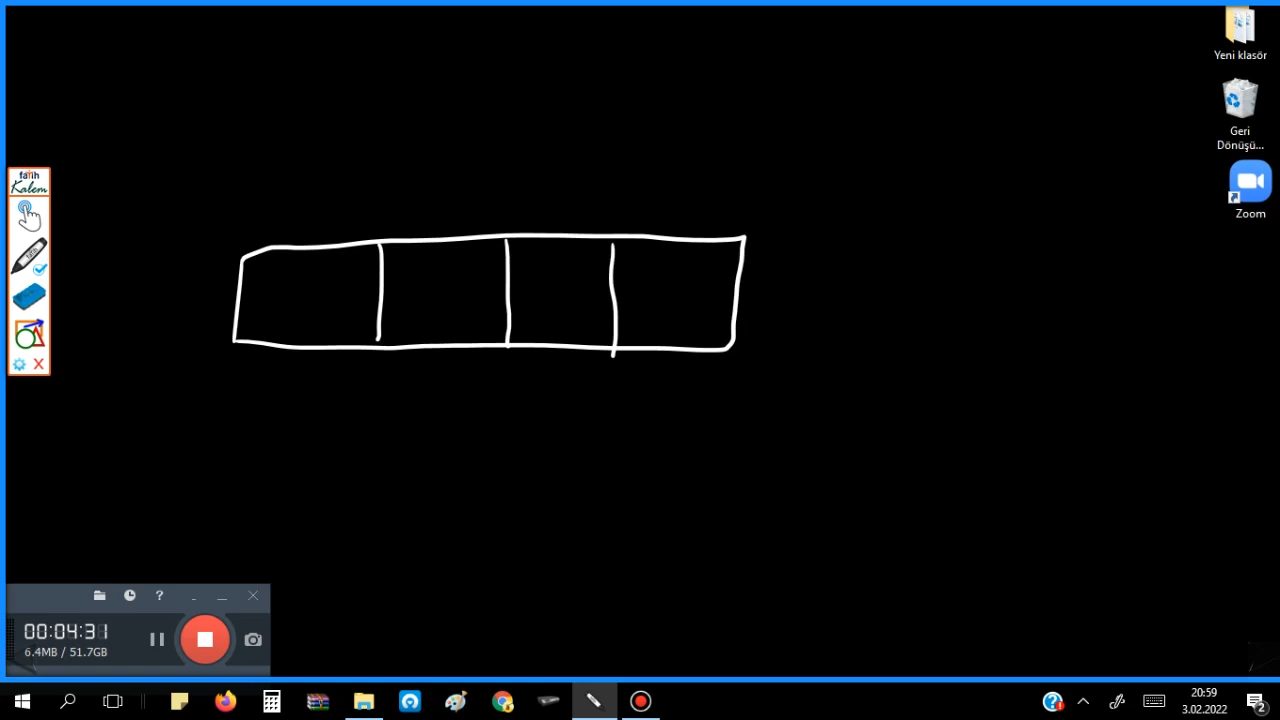 Yeni klasör
Geri
Dönüşü...
Zoom
fatih
Kalem
?
00:04:31
6.4MB / 51.7GB
20:59
3.02.2022
2